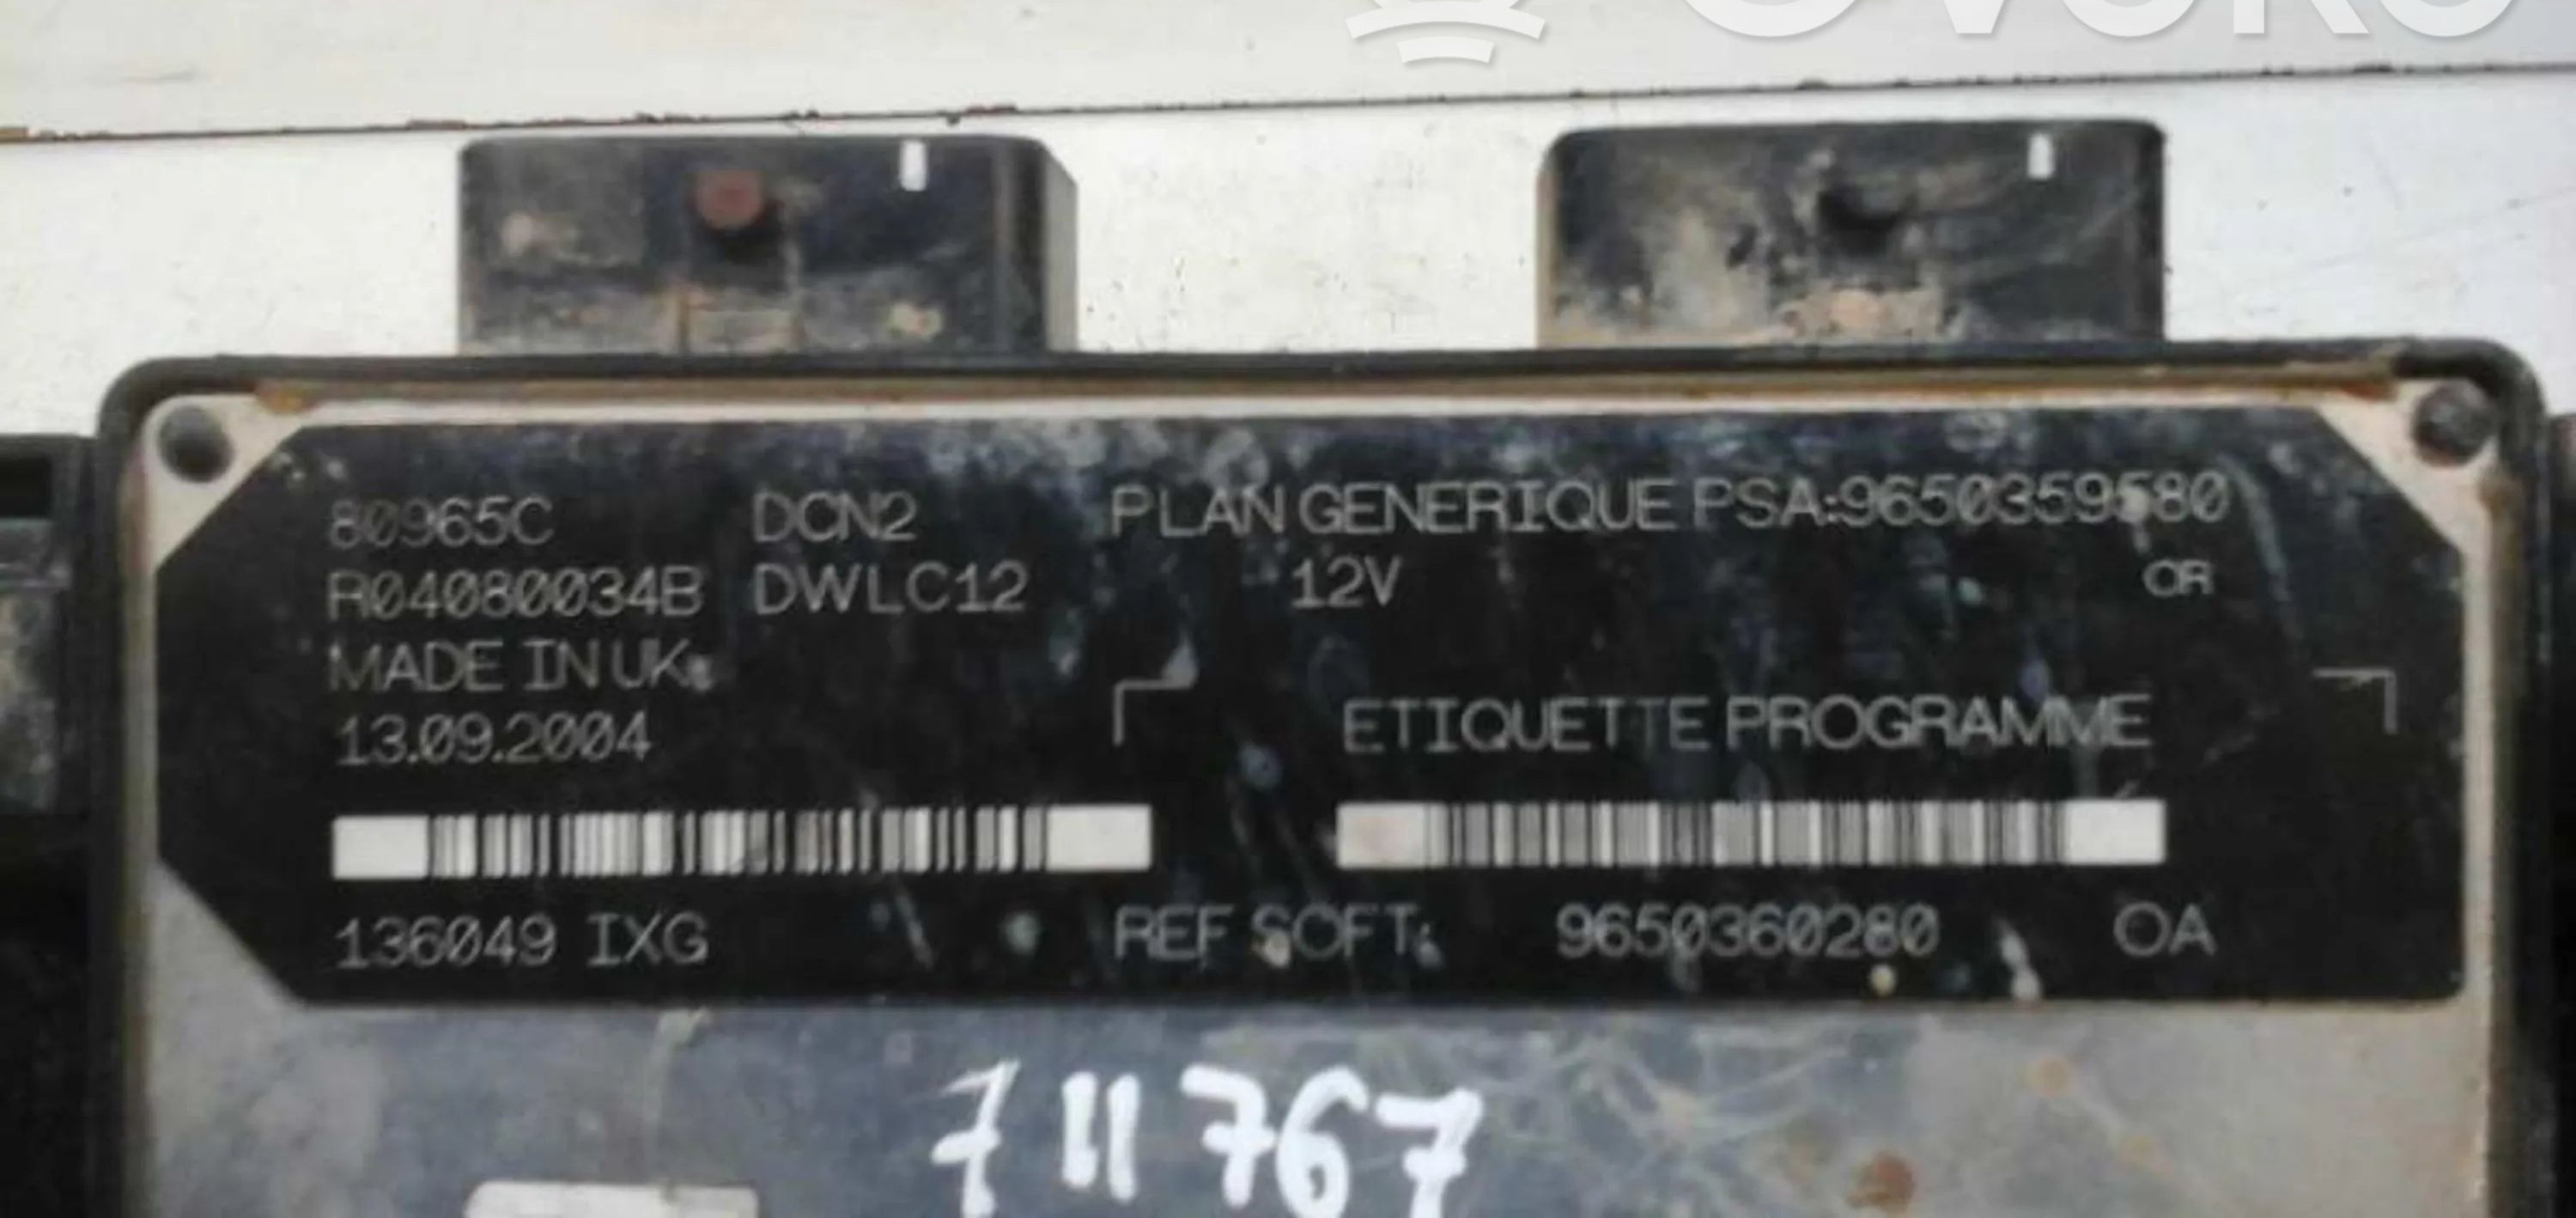 80965C DCN2 PLAN GENERIQUE PSA:9650359580
R04080034B DWLC12 12V OR
MADE IN UK
13.09.2004
ETIQUETTE PROGRAMME
136049 IXG REF SOFT: 9650360280 OA
711767